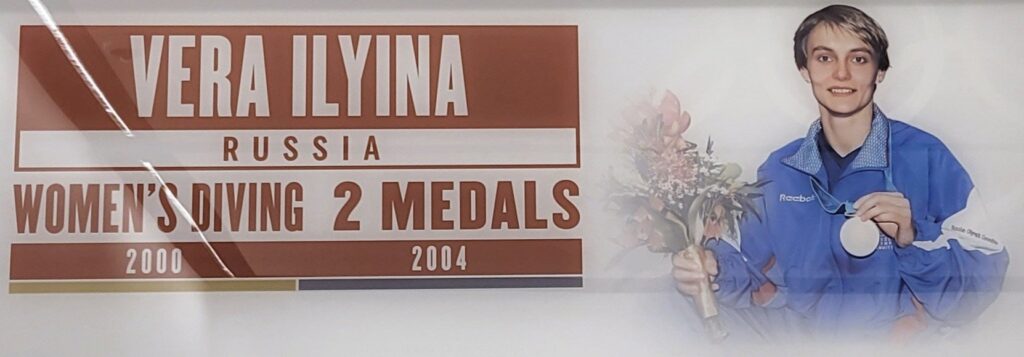 VERA ILYINA
RUSSIA
WOMEN'S DIVING 2 MEDALS
2000 2004
Reebok